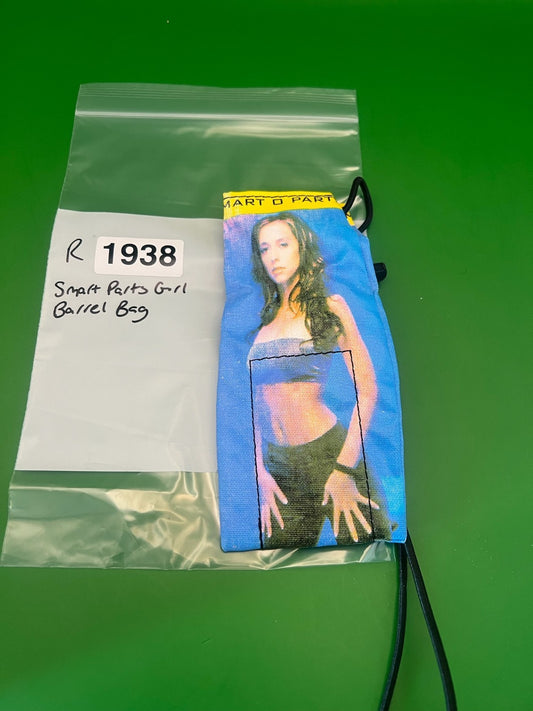 R 1938
Smart Parts Girl
Barrel Bag
MART PART